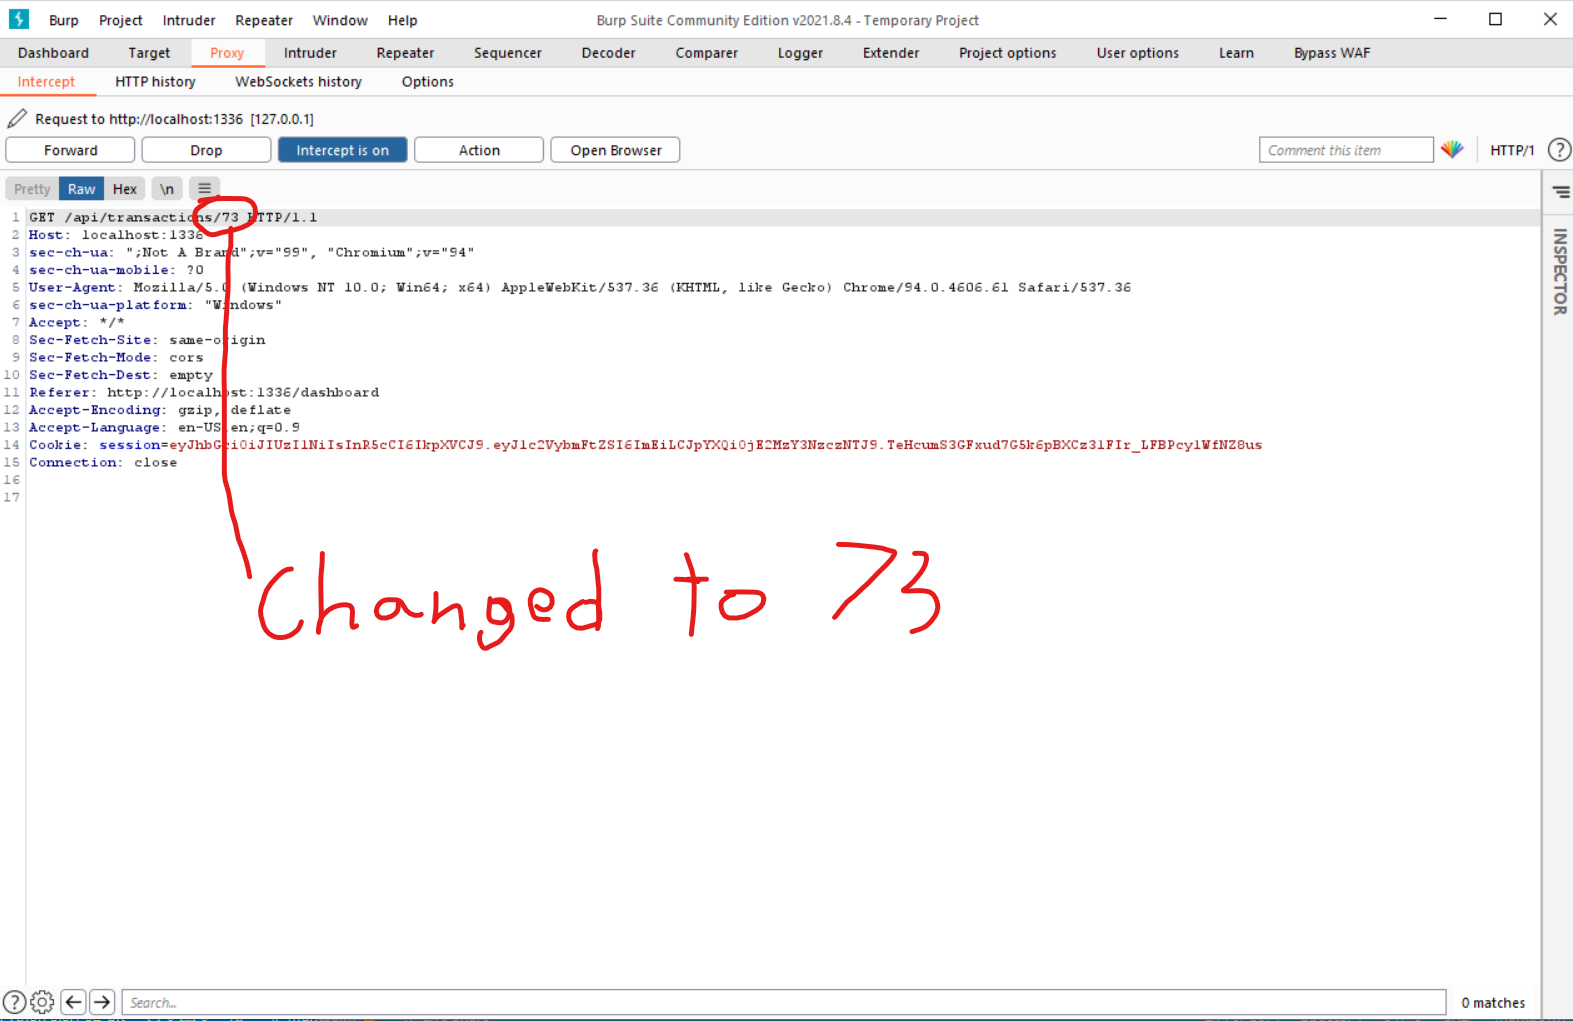 Burp Project Intruder Repeater Window Help Burp Suite Community Edition v2021.8.4 - Temporary Project
Dashboard Target Proxy Intruder Repeater Sequencer Decoder Comparer Logger Extender Project options User options Learn Bypass WAF
Intercept HTTP history WebSockets history Options
Request to http://localhost:1336 [127.0.0.1]
Forward Drop Intercept is on Action Open Browser Comment this item HTTP/1 ?
Pretty Raw Hex \n
1 GET /api/transactions/73 HTTP/1.1
2 Host: localhost:1336
3 sec-ch-ua: ";Not A Brand";v="99", "Chromium";v="94"
4 sec-ch-ua-mobile: ?0
5 User-Agent: Mozilla/5.0 (Windows NT 10.0; Win64; x64) AppleWebKit/537.36 (KHTML, like Gecko) Chrome/94.0.4606.61 Safari/537.36
6 sec-ch-ua-platform: "Windows"
7 Accept: */*
8 Sec-Fetch-Site: same-origin
9 Sec-Fetch-Mode: cors
10 Sec-Fetch-Dest: empty
11 Referer: http://localhost:1336/dashboard
12 Accept-Encoding: gzip, deflate
13 Accept-Language: en-US,en;q=0.9
14 Cookie: session=eyJhbGciOiJIUzI1NiIsInR5cCI6IkpXVCJ9.eyJ1c2VybmFtZSI6ImEiLCJpYXQiOjE2MzY3NzczNTJ9.TeHcumS3GFxud7G5k6pBXCz31FIr_LFBPcy1WfNZ8us
15 Connection: close
16
17
INSPECTOR
Changed to 73
? Search... 0 matches